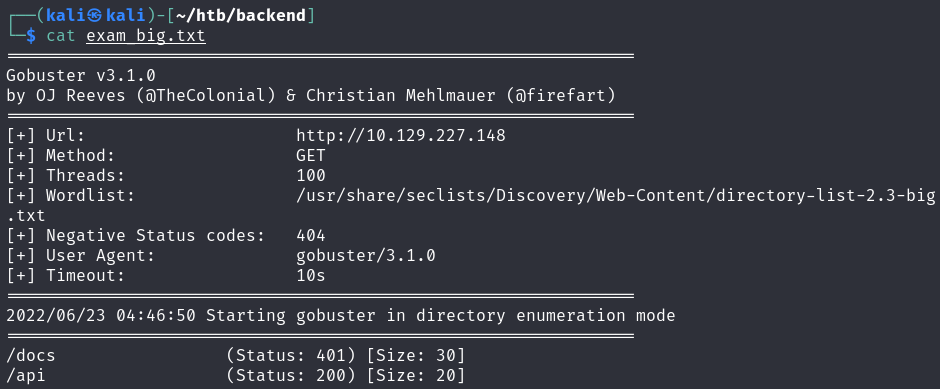 ┌──(kali㉿kali)-[~/htb/backend]
└─$ cat exam_big.txt
===============================================================
Gobuster v3.1.0
by OJ Reeves (@TheColonial) & Christian Mehlmauer (@firefart)
===============================================================
[+] Url:                     http://10.129.227.148
[+] Method:                  GET
[+] Threads:                 100
[+] Wordlist:                /usr/share/seclists/Discovery/Web-Content/directory-list-2.3-big
.txt
[+] Negative Status codes:   404
[+] User Agent:              gobuster/3.1.0
[+] Timeout:                 10s
===============================================================
2022/06/23 04:46:50 Starting gobuster in directory enumeration mode
===============================================================
/docs                 (Status: 401) [Size: 30]
/api                  (Status: 200) [Size: 20]